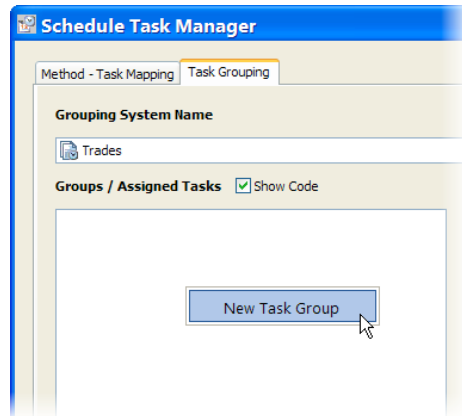 Schedule Task Manager
Method - Task Mapping Task Grouping
Grouping System Name
Trades
Groups / Assigned Tasks Show Code
New Task Group